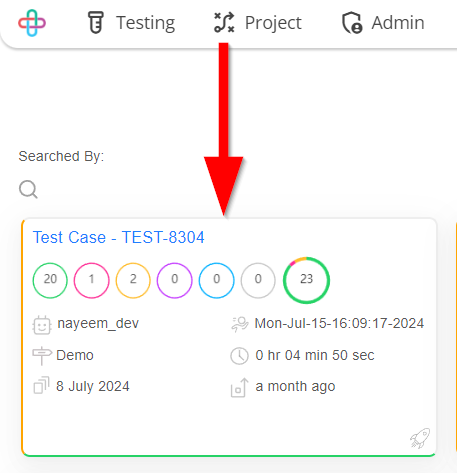 Testing Project Admin
Searched By:
Test Case - TEST-8304
20 1 2 0 0 0 23
nayeem_dev Mon-Jul-15-16:09:17-2024
Demo 0 hr 04 min 50 sec
8 July 2024 a month ago